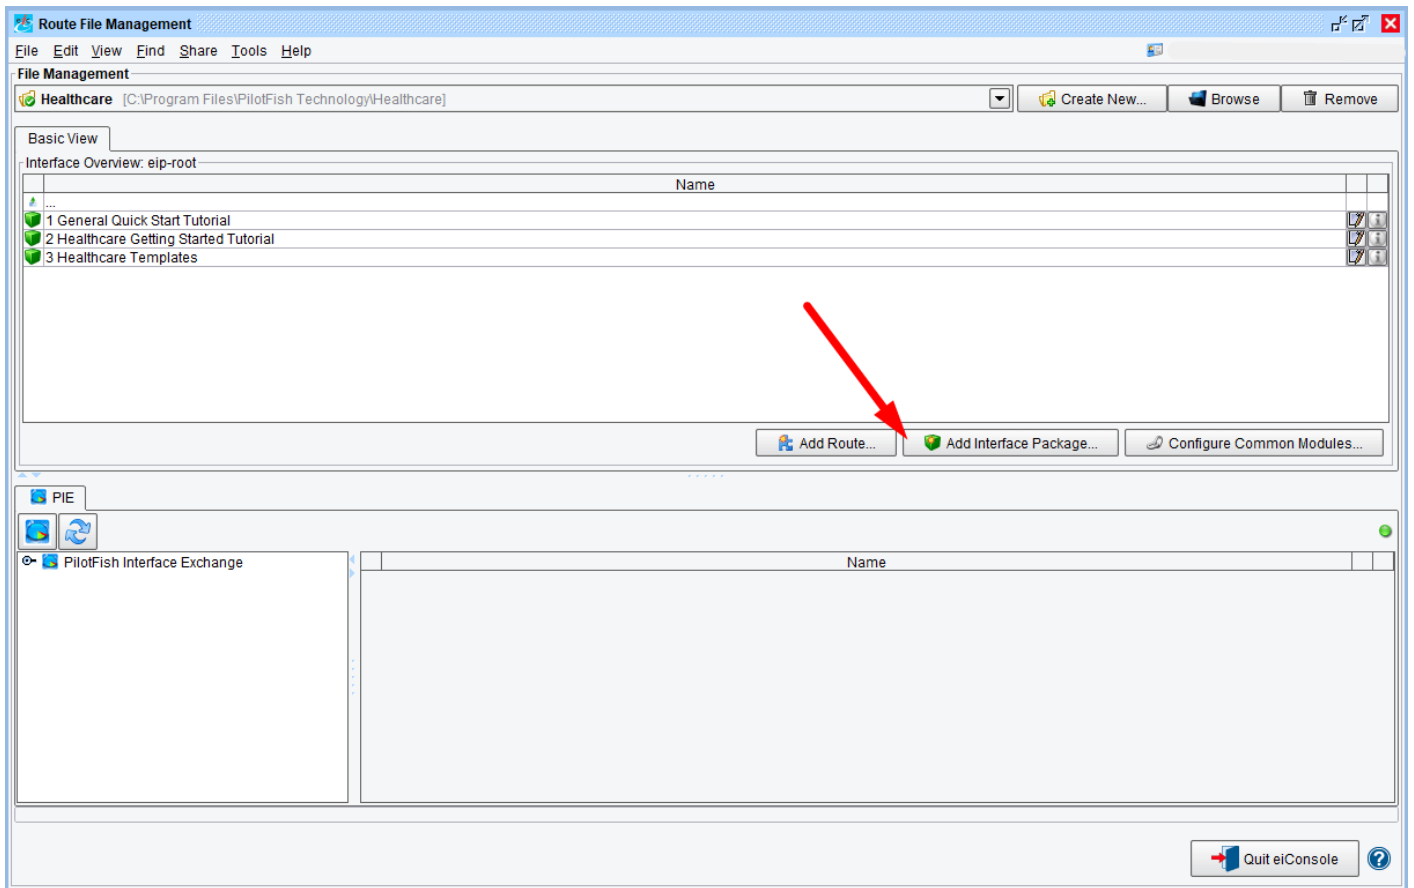 Route File Management
File Edit View Find Share Tools Help
File Management
Healthcare [C:\Program Files\PilotFish Technology\Healthcare]
Create New...
Browse
Remove
Basic View
Interface Overview: eip-root
Name
...
1 General Quick Start Tutorial
2 Healthcare Getting Started Tutorial
3 Healthcare Templates
Add Route...
Add Interface Package...
Configure Common Modules...
PIE
PilotFish Interface Exchange
Name
Quit eiConsole
?